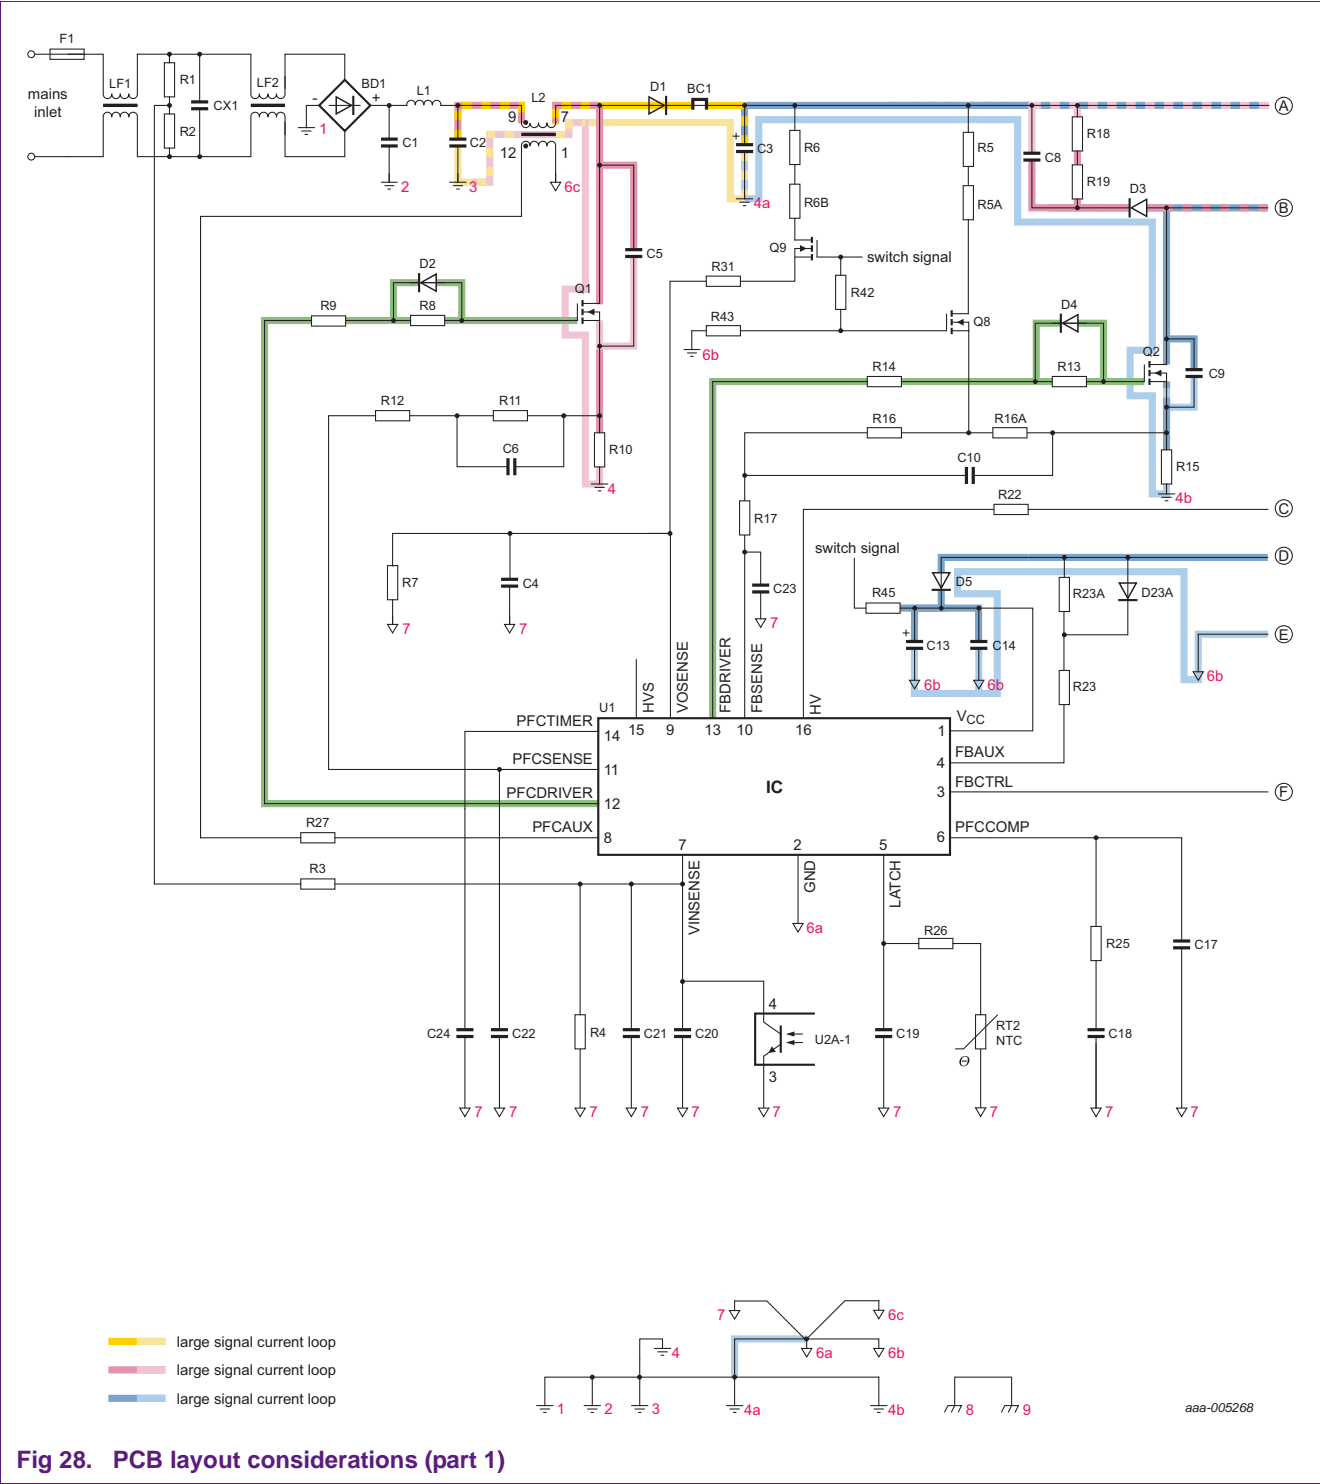 F1
mains
inlet
LF1
R1
R2
CX1
LF2
BD1
-
+
1
L1
C1
2
C2
3
L2
9
7
12
1
6c
D1
BC1
+
C3
4a
R6
R6B
Q9
switch signal
R5
R5A
C8
R18
R19
D3
A
B
C5
D2
R9
R8
Q1
R31
R42
R43
6b
Q8
D4
R14
R13
Q2
C9
R12
R11
C6
R10
4
R16
R16A
C10
R15
4b
R17
R22
C
R7
7
C4
7
C23
7
switch signal
R45
D5
+
C13
C14
6b
6b
R23A
D23A
R23
D
E
6b
HVS
VOSENSE
FBDRIVER
FBSENSE
HV
U1
PFCTIMER
14
15
9
13
10
16
1
VCC
PFCSENSE
11
4
FBAUX
IC
PFCDRIVER
12
3
FBCTRL
F
R27
PFCAUX
8
7
2
5
6
PFCCOMP
R3
VINSENSE
GND
LATCH
6a
R26
R25
C17
C24
C22
R4
C21
C20
4
U2A-1
3
C19
RT2
NTC
Θ
C18
7
7
7
7
7
7
7
7
7
7
7
6c
6a
6b
4
1
2
3
4a
4b
8
9
large signal current loop
large signal current loop
large signal current loop
aaa-005268
Fig 28. PCB layout considerations (part 1)